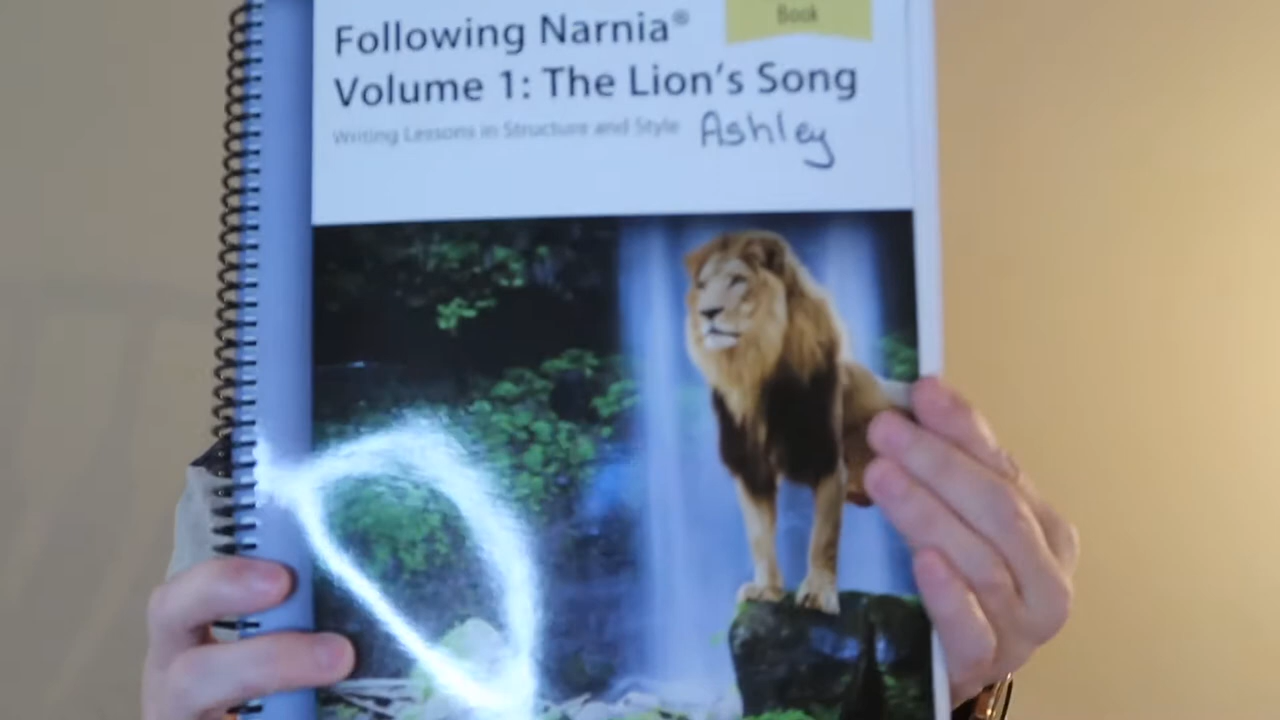 Book
Following Narnia®
Volume 1: The Lion's Song
Writing Lessons in Structure and Style
Ashley